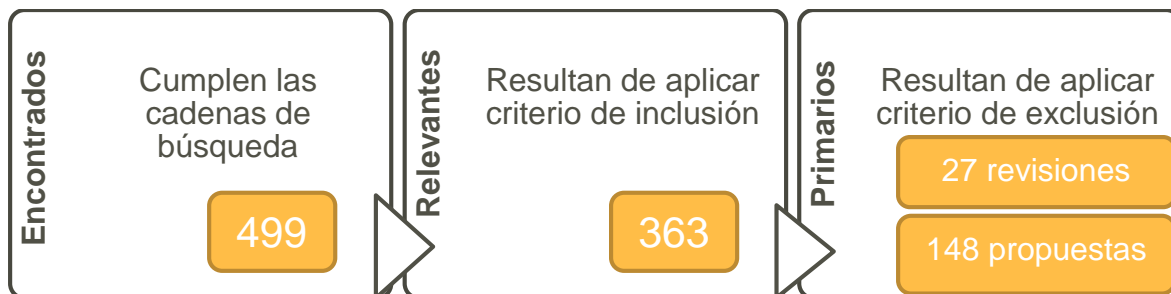 Encontrados
Cumplen las
cadenas de
búsqueda
499
Relevantes
Resultan de aplicar
criterio de inclusión
363
Primarios
Resultan de aplicar
criterio de exclusión
27 revisiones
148 propuestas